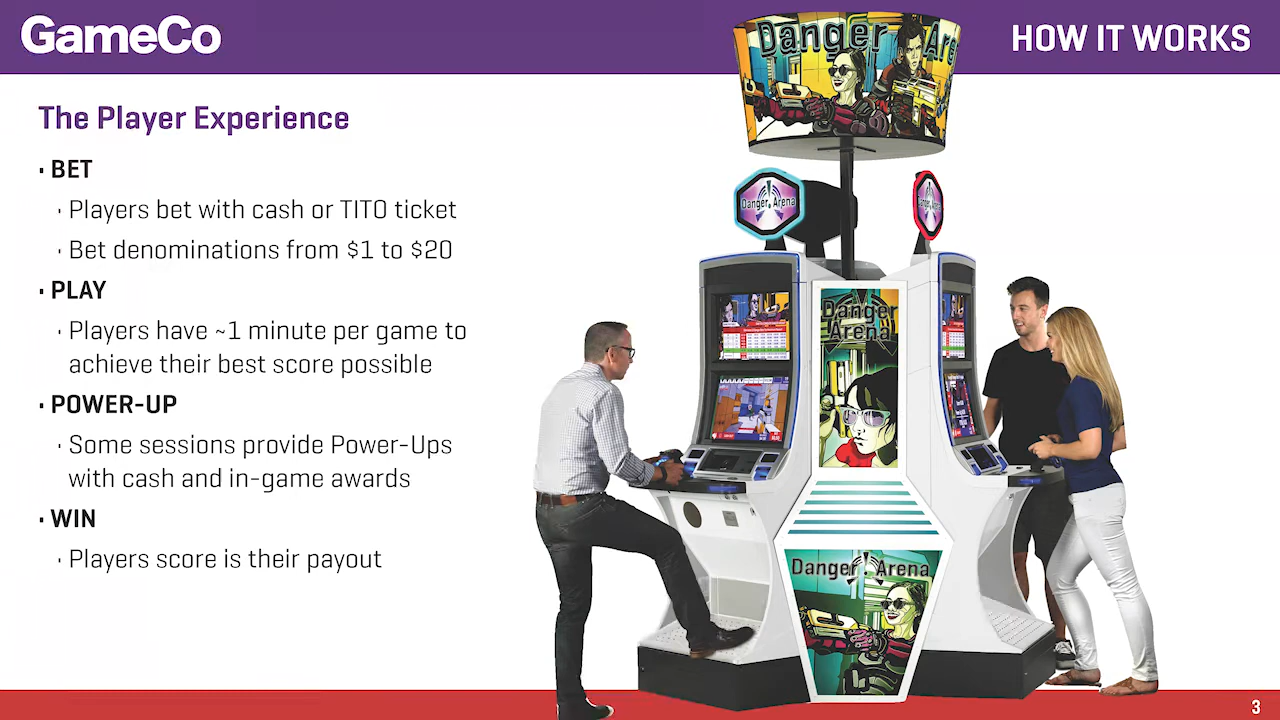 GameCo
HOW IT WORKS
Danger Are
The Player Experience
· BET
· Players bet with cash or TITO ticket
· Bet denominations from $1 to $20
· PLAY
· Players have ~1 minute per game to
achieve their best score possible
· POWER-UP
· Some sessions provide Power-Ups
with cash and in-game awards
· WIN
· Players score is their payout
Danger Arena
Danger Arena
Danger
Arena
Danger Arena
3